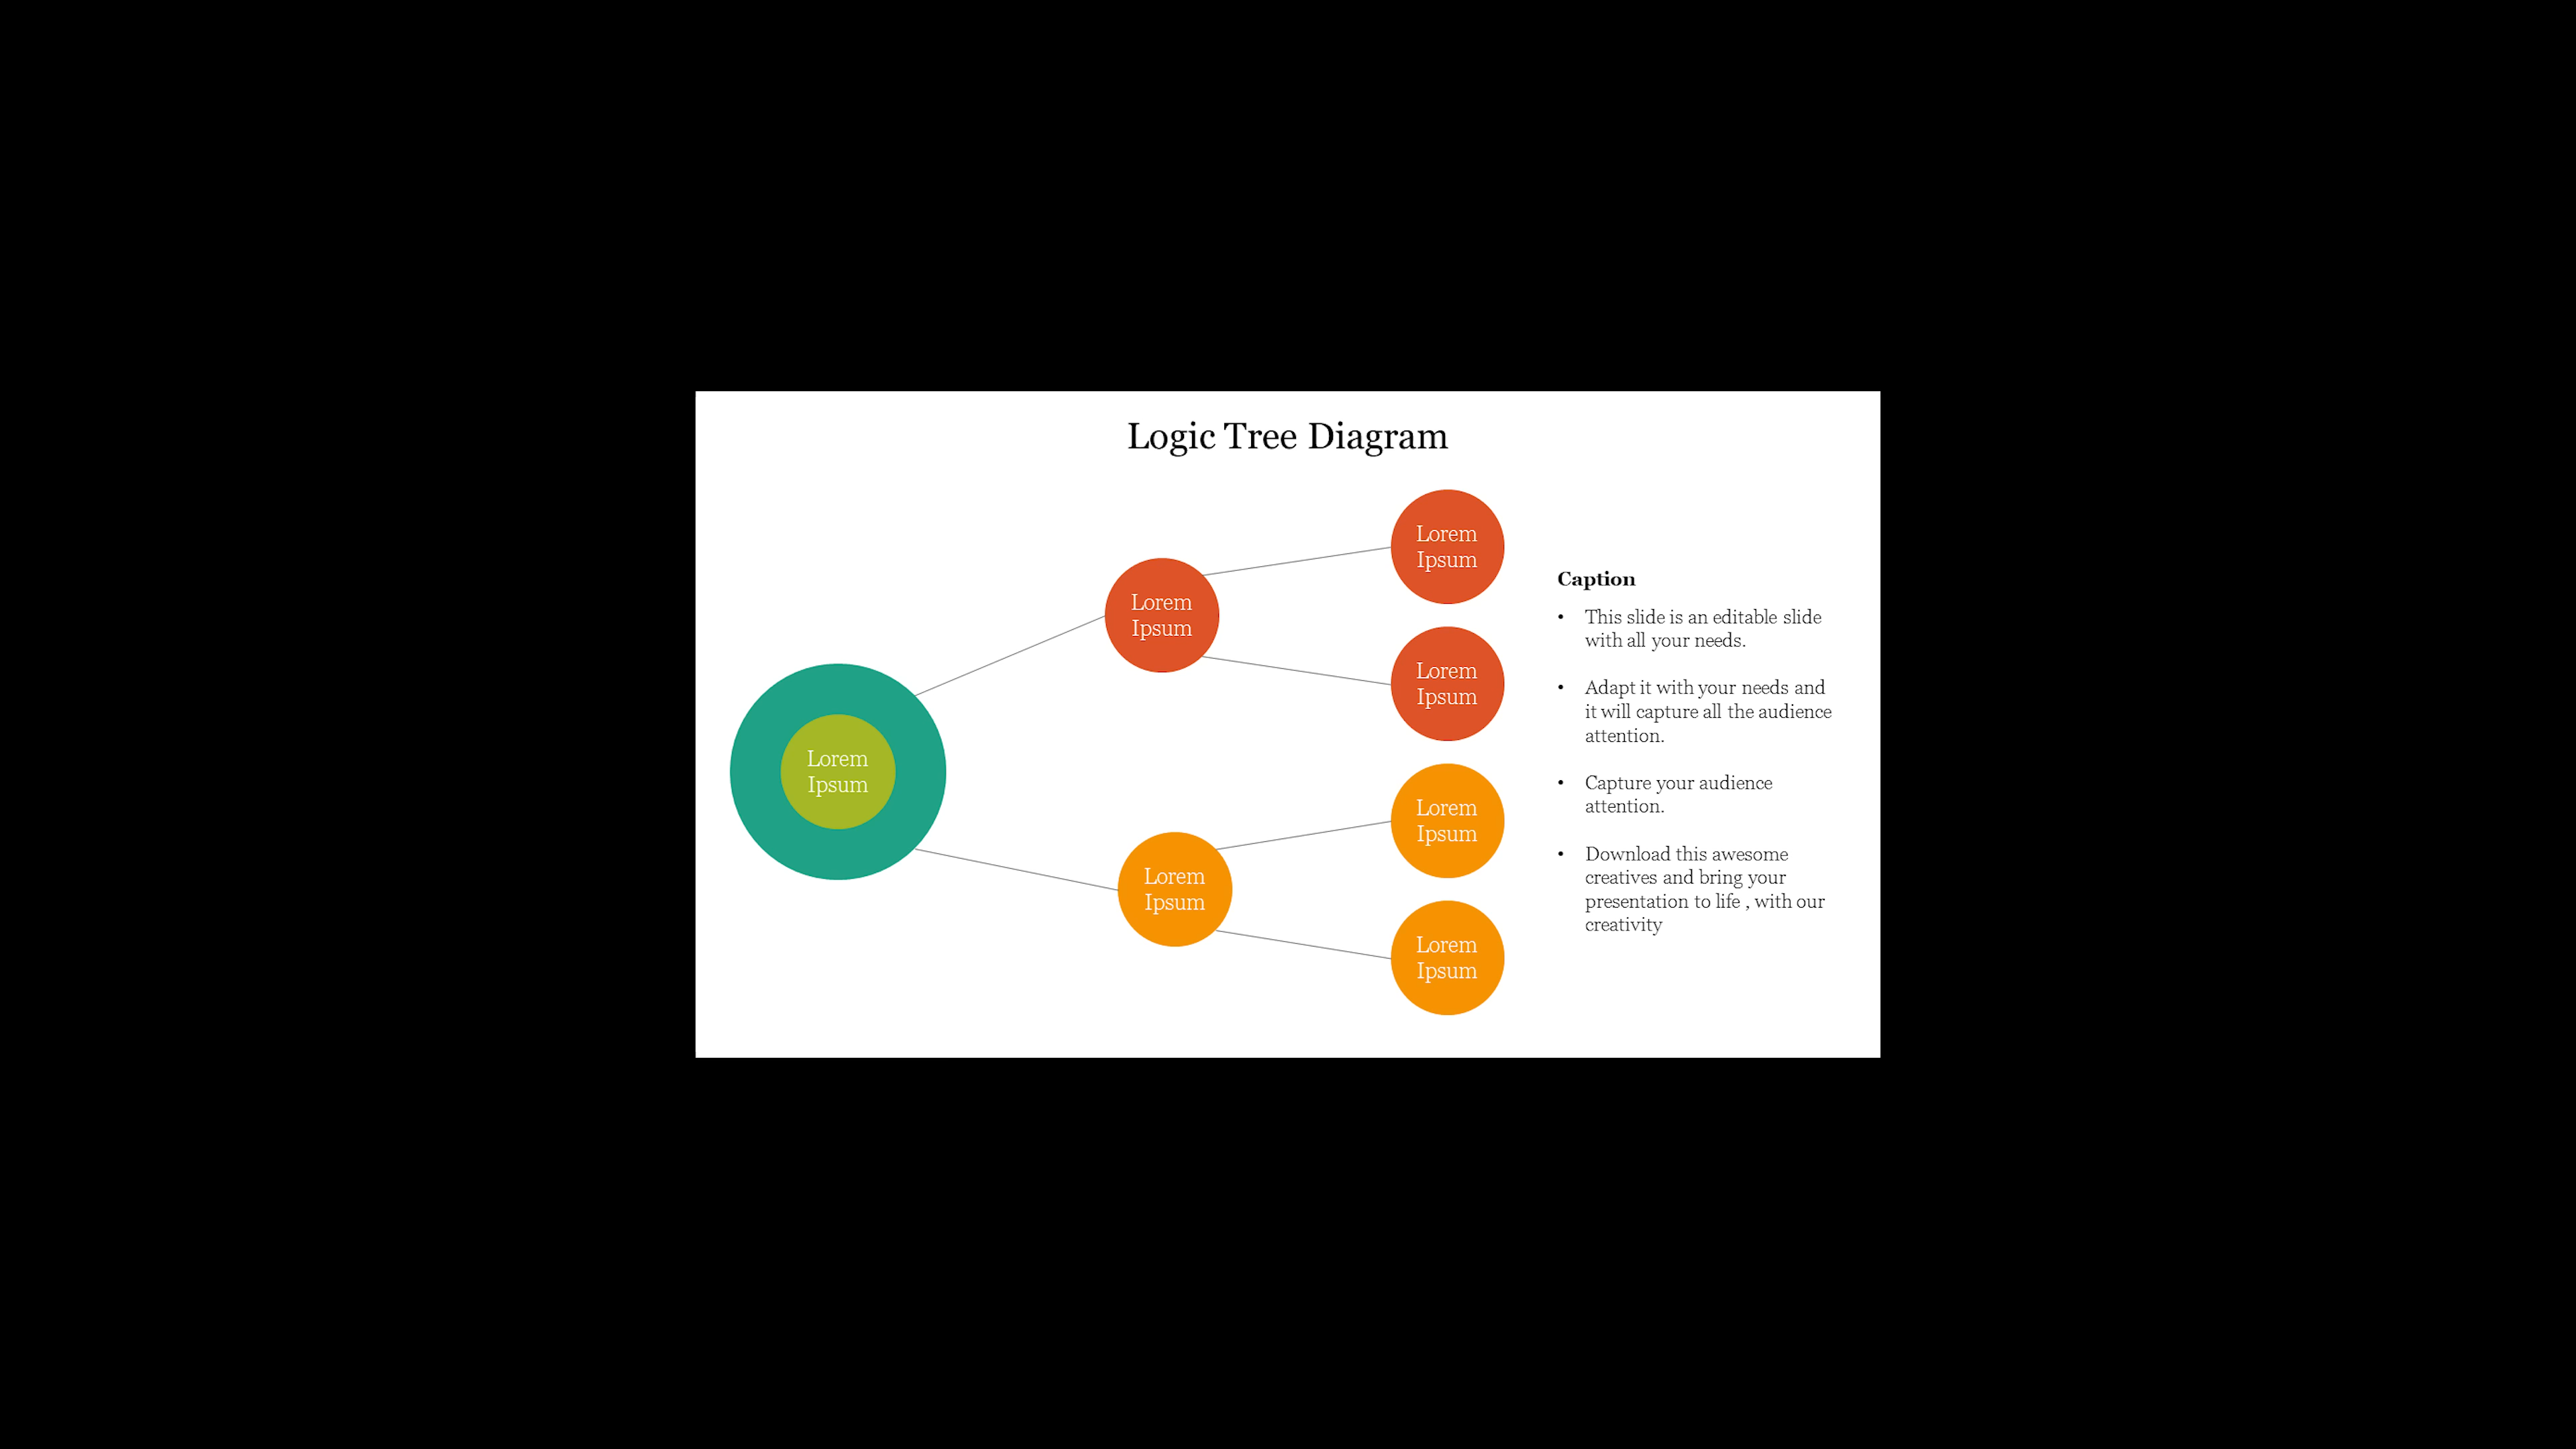 Logic Tree Diagram
Lorem
Ipsum
Lorem
Ipsum
Lorem
Ipsum
Lorem
Ipsum
Lorem
Ipsum
Lorem
Ipsum
Lorem
Ipsum
Caption
• This slide is an editable slide
with all your needs.
• Adapt it with your needs and
it will capture all the audience
attention.
• Capture your audience
attention.
• Download this awesome
creatives and bring your
presentation to life , with our
creativity